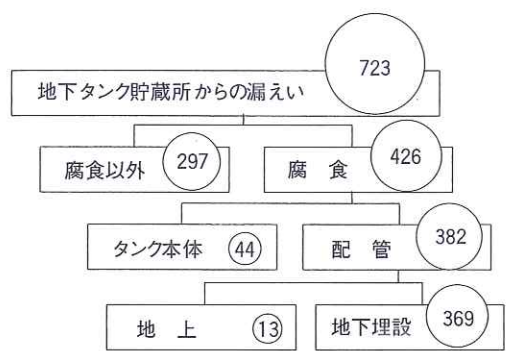 723
地下タンク貯蔵所からの漏えい
腐食以外 297
腐 食 426
タンク本体 44
配 管 382
地 上 13
地下埋設 369